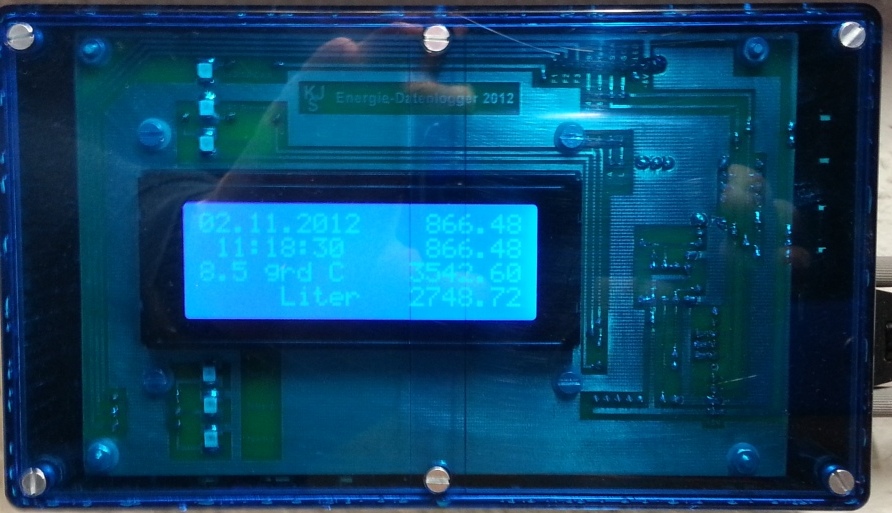 KJ
S
Energie-Datenlogger 2012
02.11.2012 866.48
11:18:30 866.48
8.5 grd C 3542.60
Liter 2748.72